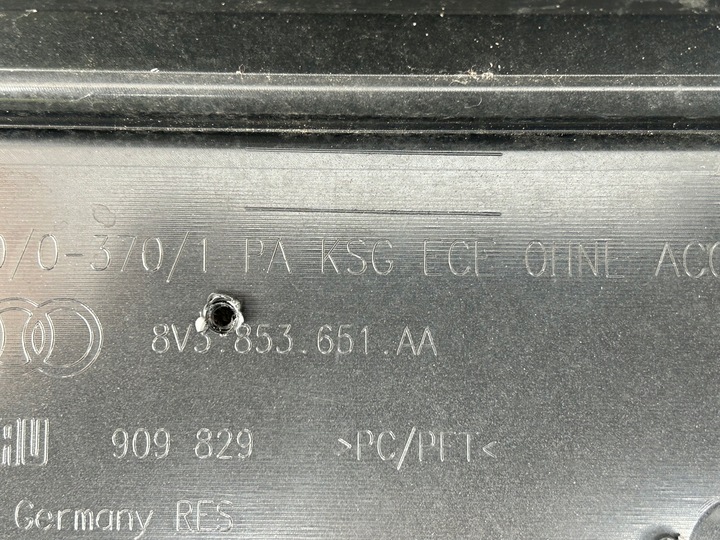 0/0-370/1 PA KSG ECE OHNE ACC
8V3.853.651.AA
909 829 >PC/PET<
Germany RES